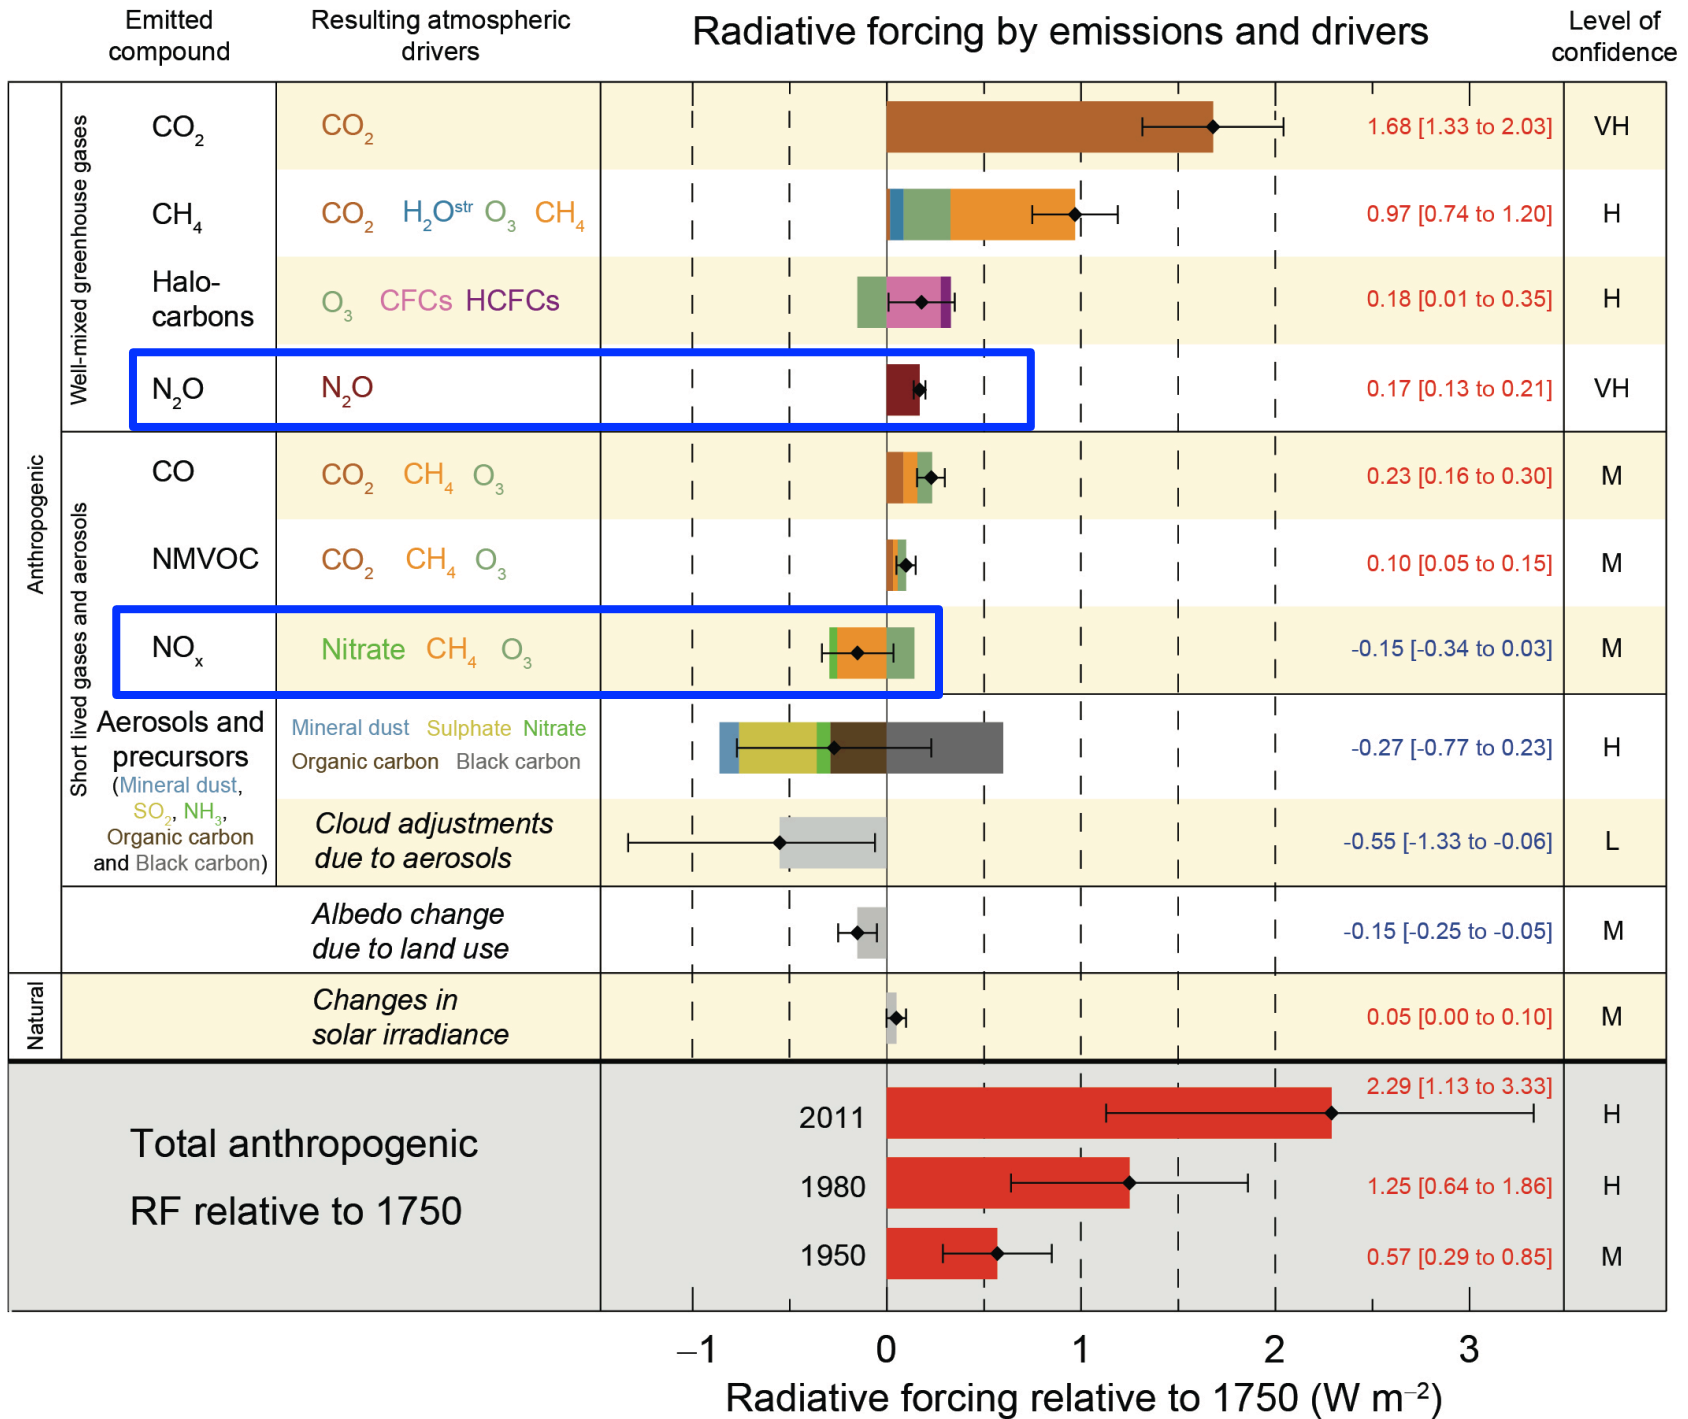 Emitted compound
Resulting atmospheric drivers
Radiative forcing by emissions and drivers
Level of confidence
Anthropogenic
Well-mixed greenhouse gases
CO₂
CO₂
1.68 [1.33 to 2.03]
VH
CH₄
CO₂ H₂Oˢᵗʳ O₃ CH₄
0.97 [0.74 to 1.20]
H
Halo-
carbons
O₃ CFCs HCFCs
0.18 [0.01 to 0.35]
H
N₂O
N₂O
0.17 [0.13 to 0.21]
VH
Short lived gases and aerosols
CO
CO₂ CH₄ O₃
0.23 [0.16 to 0.30]
M
NMVOC
CO₂ CH₄ O₃
0.10 [0.05 to 0.15]
M
NOₓ
Nitrate CH₄ O₃
-0.15 [-0.34 to 0.03]
M
Aerosols and
precursors
(Mineral dust,
SO₂, NH₃,
Organic carbon
and Black carbon)
Mineral dust Sulphate Nitrate
Organic carbon Black carbon
-0.27 [-0.77 to 0.23]
H
Cloud adjustments
due to aerosols
-0.55 [-1.33 to -0.06]
L
Albedo change
due to land use
-0.15 [-0.25 to -0.05]
M
Natural
Changes in
solar irradiance
0.05 [0.00 to 0.10]
M
Total anthropogenic
RF relative to 1750
2011
2.29 [1.13 to 3.33]
H
1980
1.25 [0.64 to 1.86]
H
1950
0.57 [0.29 to 0.85]
M
−1 0 1 2 3
Radiative forcing relative to 1750 (W m⁻²)